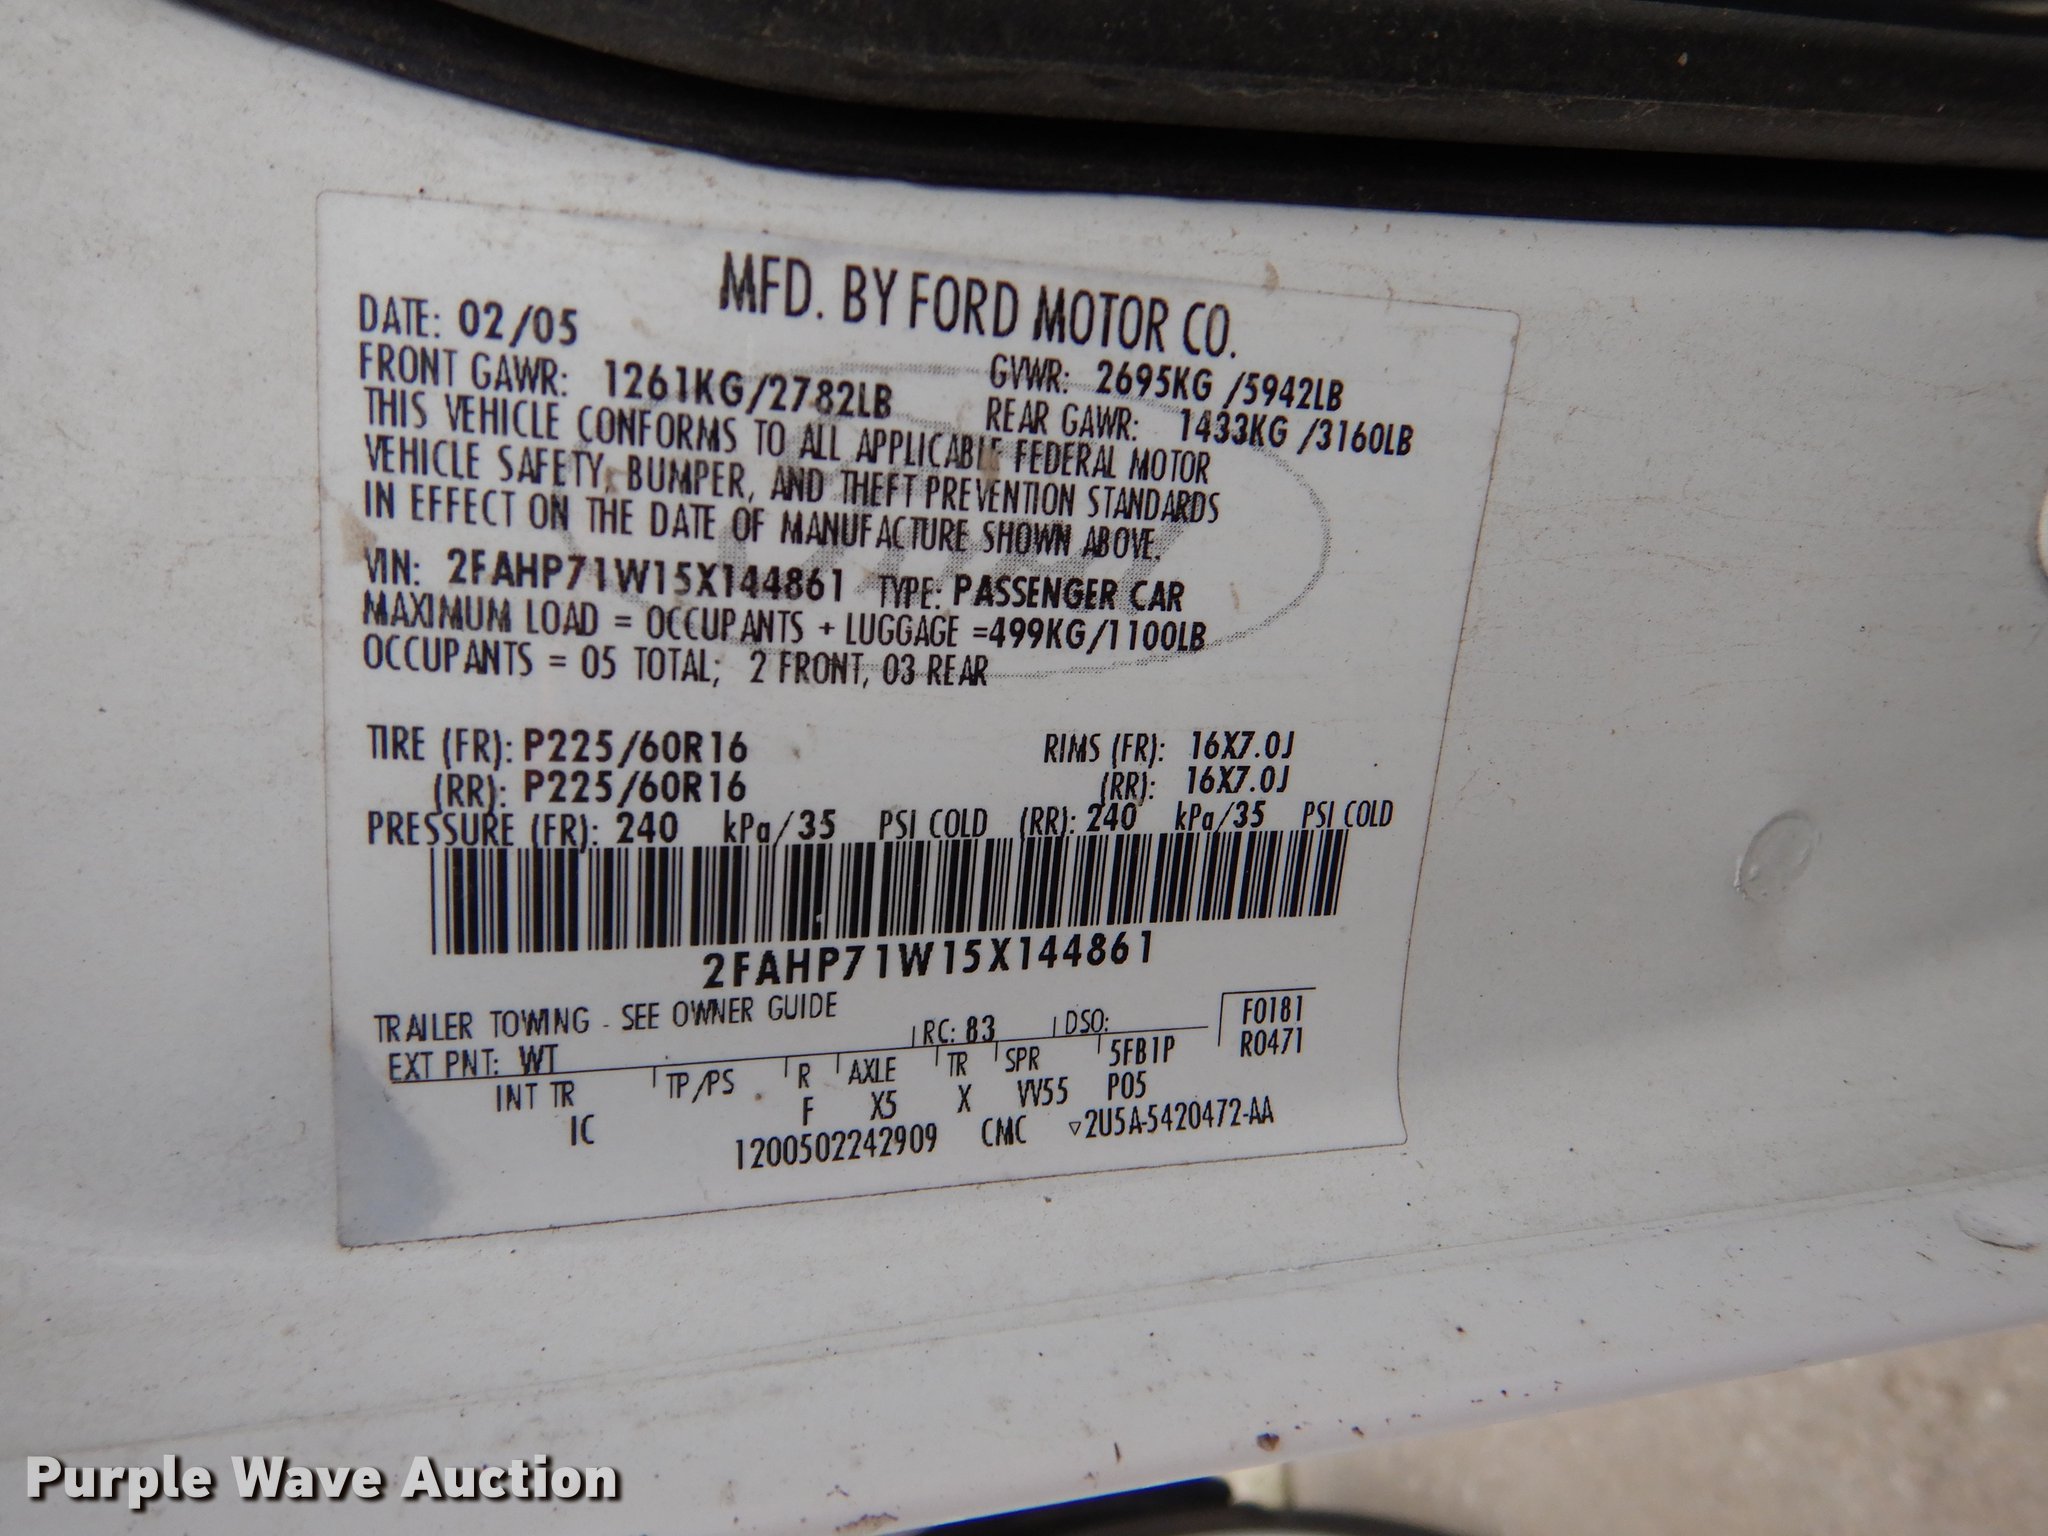 MFD. BY FORD MOTOR CO.
DATE: 02/05
GVWR: 2695KG /5942LB
FRONT GAWR: 1261KG/2782LB
REAR GAWR: 1433KG /3160LB
THIS VEHICLE CONFORMS TO ALL APPLICABLE FEDERAL MOTOR
VEHICLE SAFETY, BUMPER, AND THEFT PREVENTION STANDARDS
IN EFFECT ON THE DATE OF MANUFACTURE SHOWN ABOVE.
VIN: 2FAHP71W15X144861 TYPE: PASSENGER CAR
MAXIMUM LOAD = OCCUPANTS + LUGGAGE =499KG/1100LB
OCCUPANTS = 05 TOTAL; 2 FRONT, 03 REAR
TIRE (FR): P225/60R16 RIMS (FR): 16X7.0J
(RR): P225/60R16 (RR): 16X7.0J
PRESSURE (FR): 240 kPa/35 PSI COLD (RR): 240 kPa/35 PSI COLD
2FAHP71W15X144861
TRAILER TOWING - SEE OWNER GUIDE
F0181
EXT PNT: WT RC: 83 DSO: R0471
INT TR TP/PS R AXLE TR SPR 5FB1P
IC F X5 X VV55 P05
1200502242909 CMC ▽2U5A-5420472-AA
Purple Wave Auction